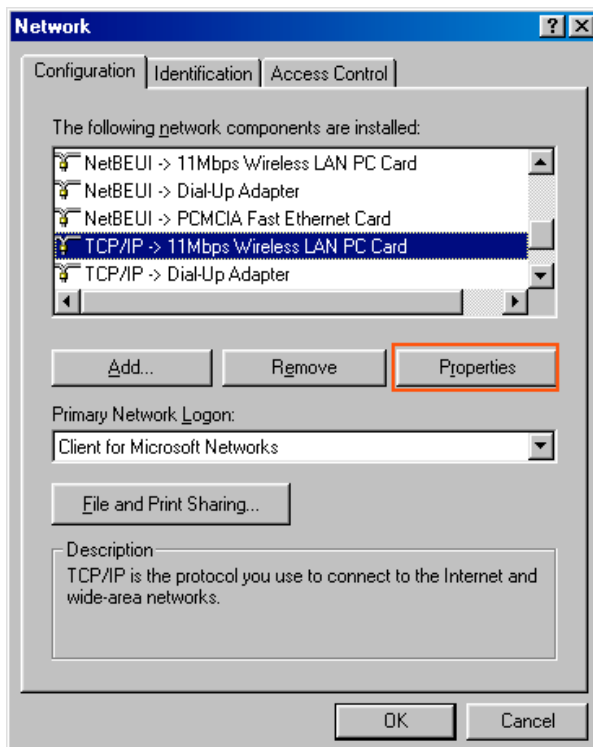 Network
Configuration Identification Access Control
The following network components are installed:
NetBEUI -> 11Mbps Wireless LAN PC Card
NetBEUI -> Dial-Up Adapter
NetBEUI -> PCMCIA Fast Ethernet Card
TCP/IP -> 11Mbps Wireless LAN PC Card
TCP/IP -> Dial-Up Adapter
Add... Remove Properties
Primary Network Logon:
Client for Microsoft Networks
File and Print Sharing...
Description
TCP/IP is the protocol you use to connect to the Internet and
wide-area networks.
OK Cancel